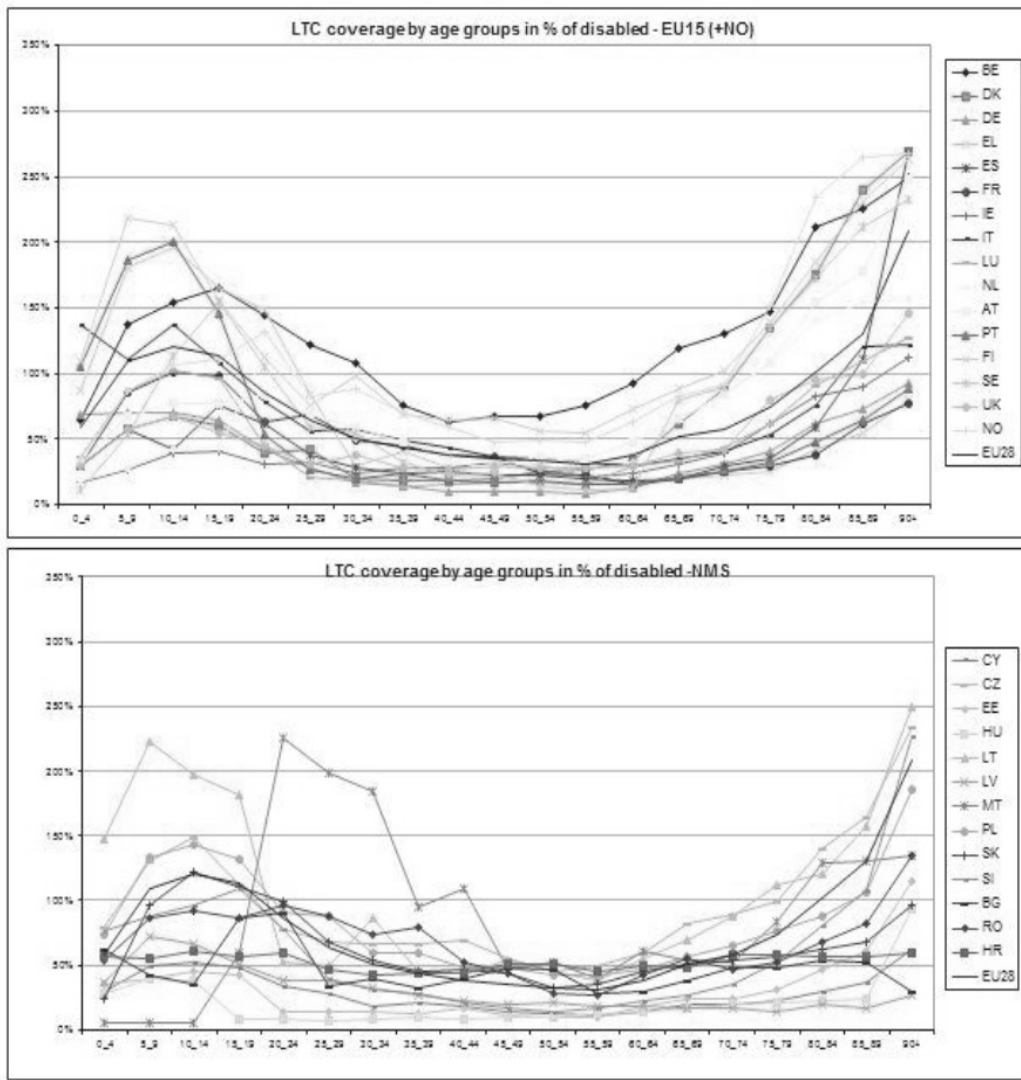 LTC coverage by age groups in % of disabled - EU15 (+NO)
350%
300%
250%
200%
150%
100%
50%
0%
0_4 5_9 10_14 15_19 20_24 25_29 30_34 35_39 40_44 45_49 50_54 55_59 60_64 65_69 70_74 75_79 80_84 85_89 90+
BE
DK
DE
EL
ES
FR
IE
IT
LU
NL
AT
PT
FI
SE
UK
NO
EU28
LTC coverage by age groups in % of disabled -NMS
350%
300%
250%
200%
150%
100%
50%
0%
0_4 5_9 10_14 15_19 20_24 25_29 30_34 35_39 40_44 45_49 50_54 55_59 60_64 65_69 70_74 75_79 80_84 85_89 90+
CY
CZ
EE
HU
LT
LV
MT
PL
SK
SI
BG
RO
HR
EU28